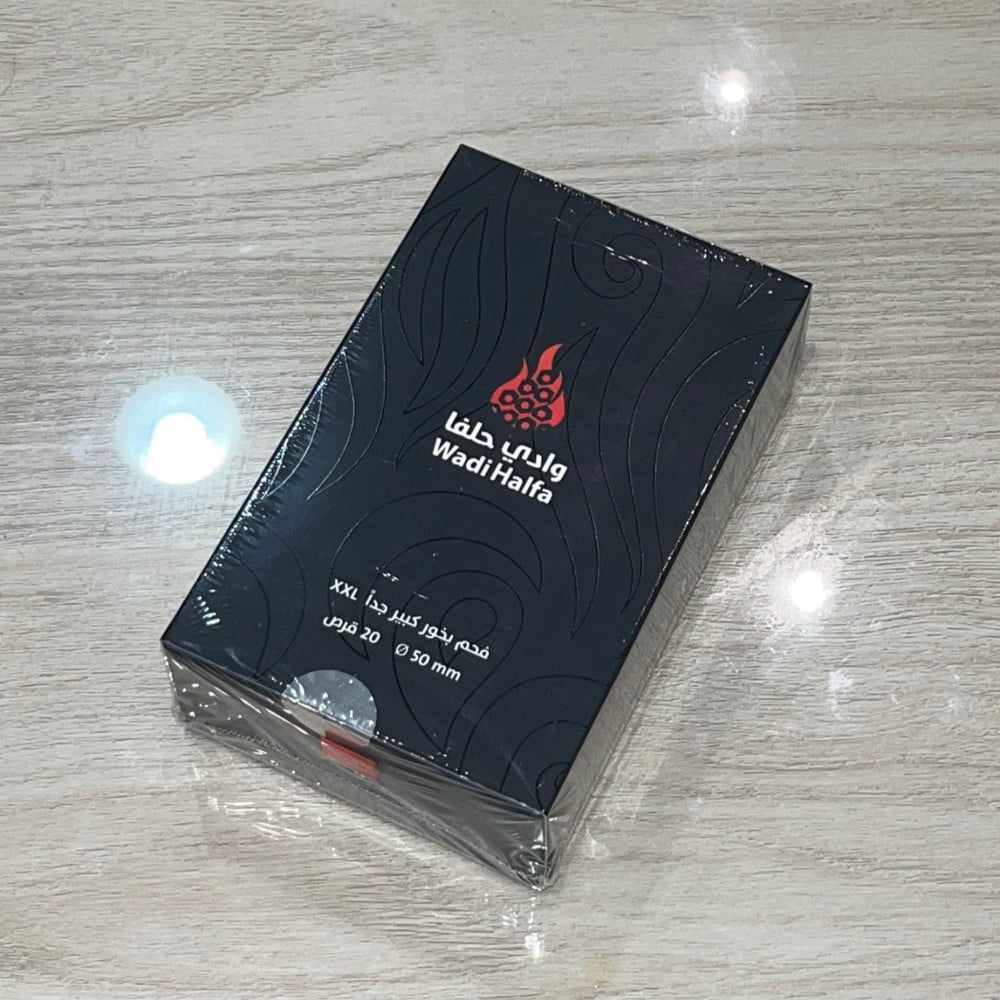 وادي حلفا
Wadi Halfa
فحم بخور كبير جداً XXL
20 قرص Ø 50 mm